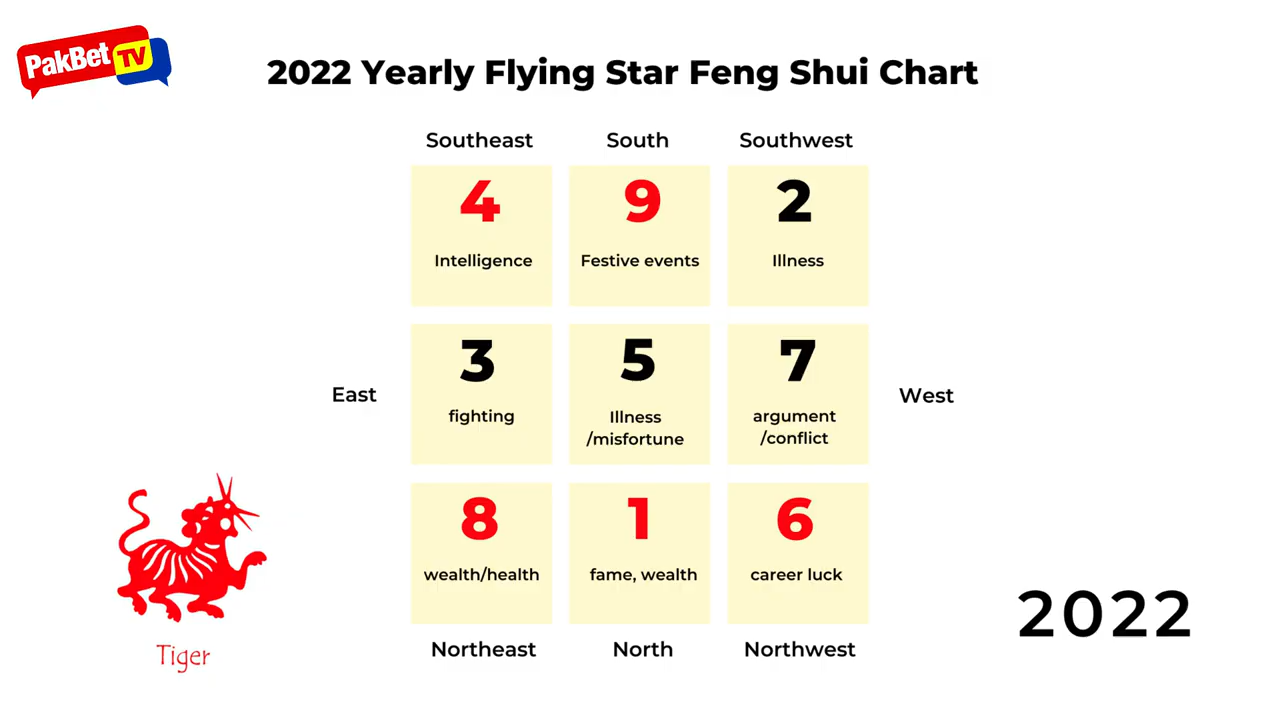 PakBet TV
2022 Yearly Flying Star Feng Shui Chart
Southeast South Southwest
4 9 2
Intelligence Festive events Illness
3 5 7
East fighting Illness argument West
/misfortune /conflict
8 1 6
wealth/health fame, wealth career luck
2022
Northeast North Northwest
Tiger